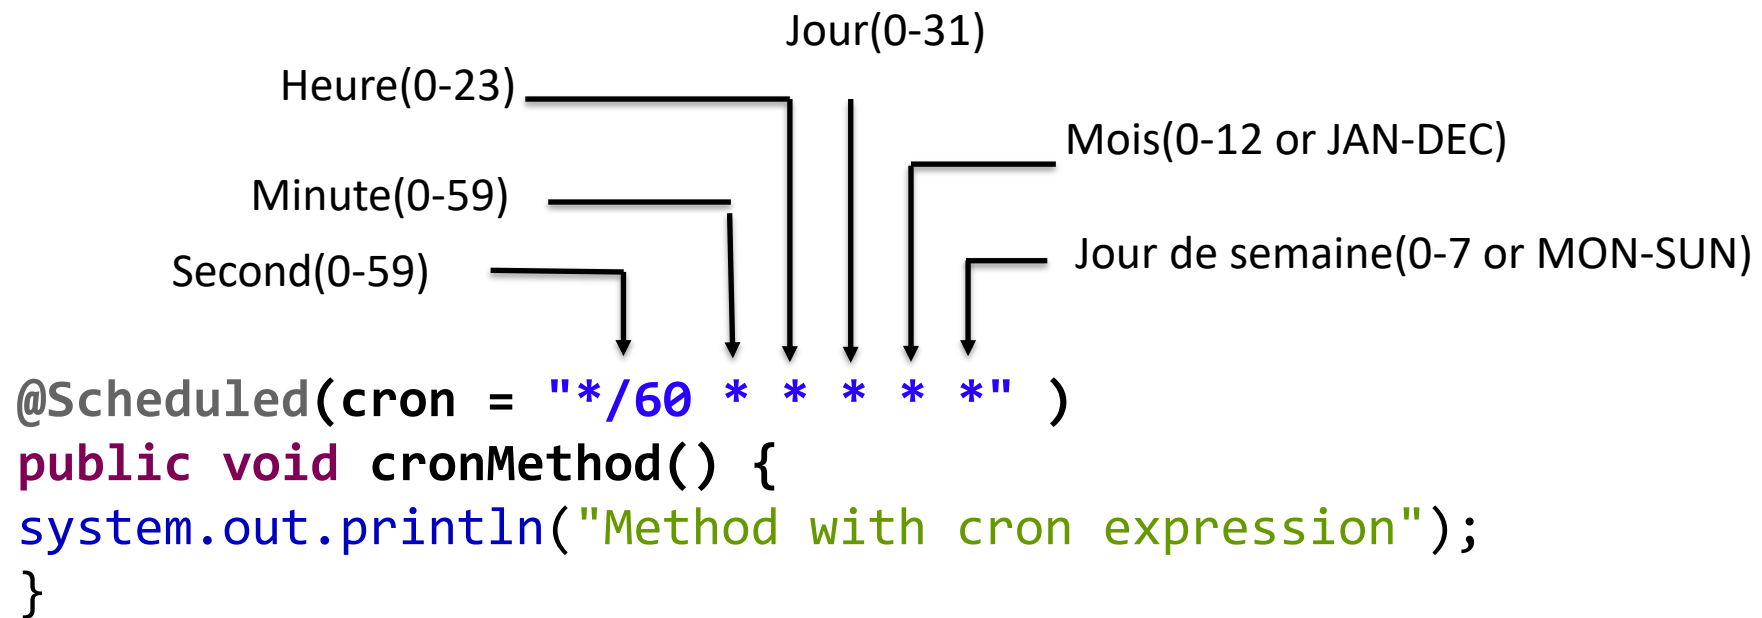 Jour(0-31)
Heure(0-23)
Mois(0-12 or JAN-DEC)
Minute(0-59)
Jour de semaine(0-7 or MON-SUN)
Second(0-59)
@Scheduled(cron = "*/60 * * * * *" )
public void cronMethod() {
system.out.println("Method with cron expression");
}